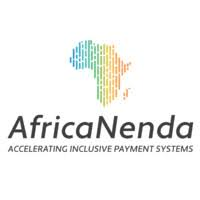 AfricaNenda
ACCELERATING INCLUSIVE PAYMENT SYSTEMS